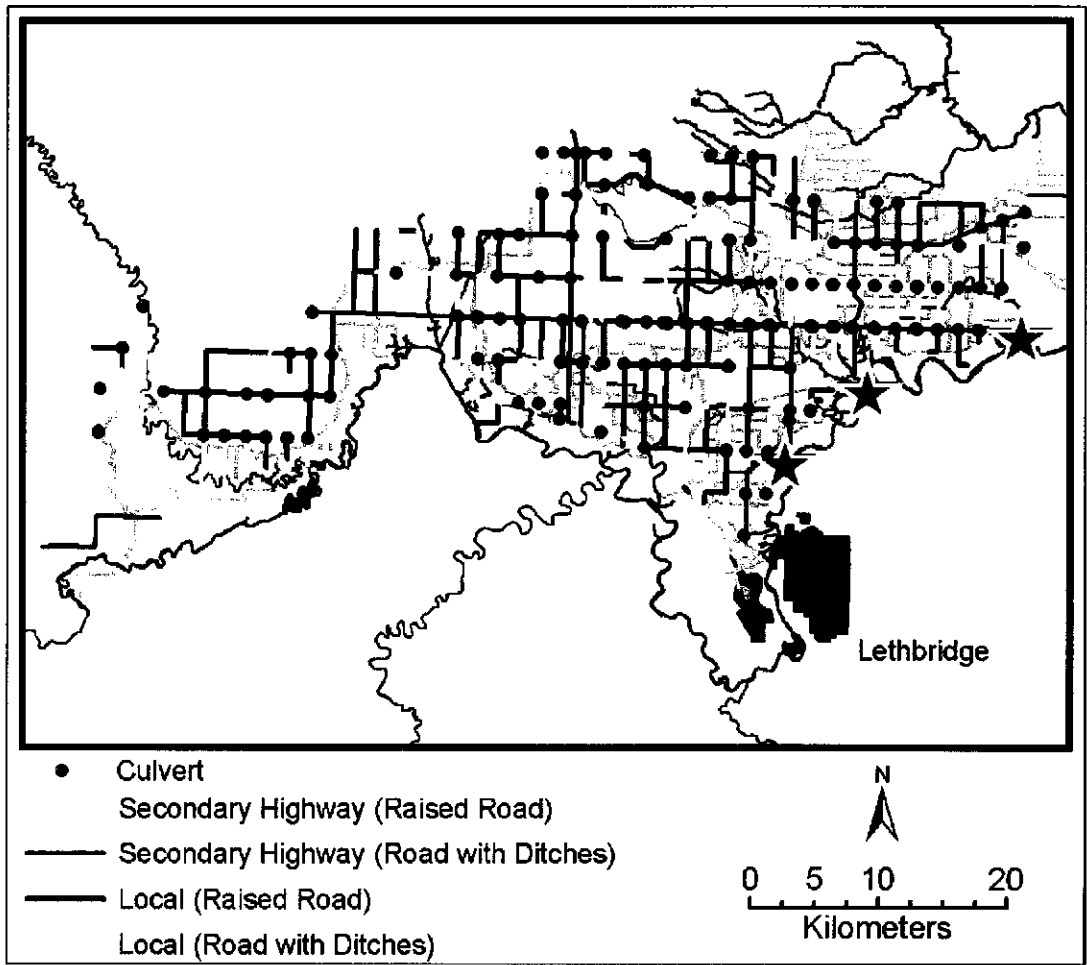 Lethbridge
Culvert
Secondary Highway (Raised Road)
Secondary Highway (Road with Ditches)
Local (Raised Road)
Local (Road with Ditches)
N
0 5 10 20
Kilometers